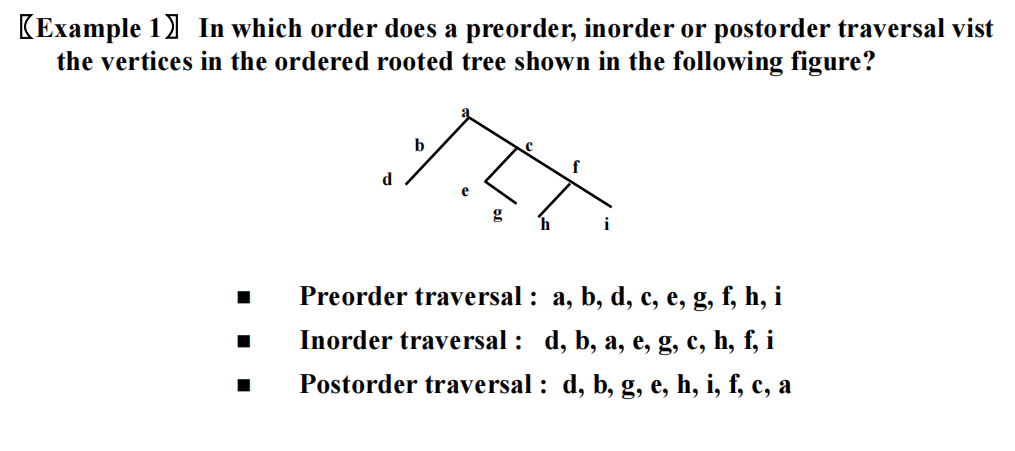 〖Example 1〗 In which order does a preorder, inorder or postorder traversal vist
the vertices in the ordered rooted tree shown in the following figure?
a
b
c
f
d
e
g
h
i
■ Preorder traversal : a, b, d, c, e, g, f, h, i
■ Inorder traversal : d, b, a, e, g, c, h, f, i
■ Postorder traversal : d, b, g, e, h, i, f, c, a